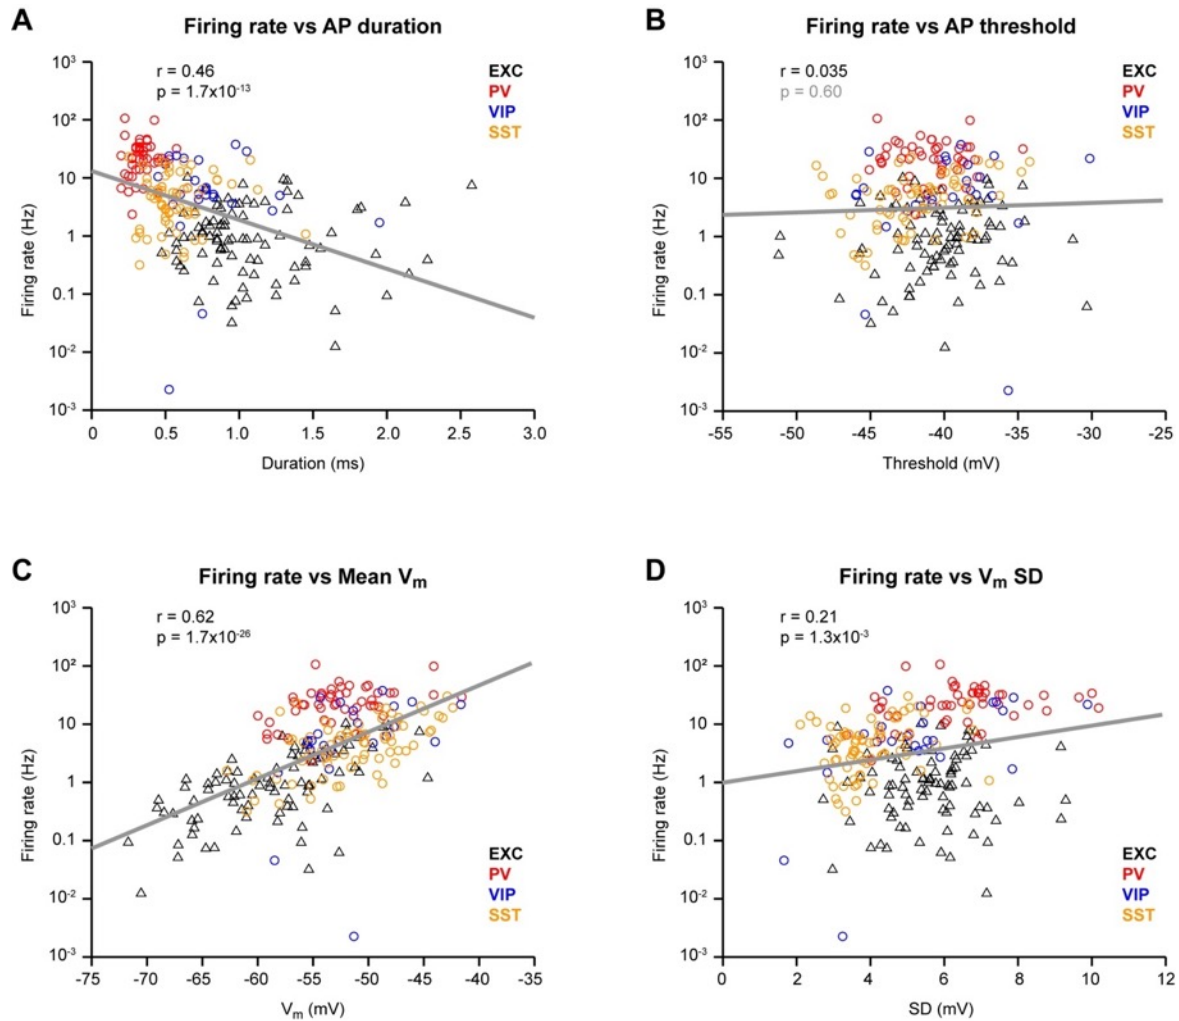 A
Firing rate vs AP duration
r = 0.46
p = 1.7x10⁻¹³
EXC
PV
VIP
SST
10³
10²
10
1
0.1
10⁻²
10⁻³
Firing rate (Hz)
0 0.5 1.0 1.5 2.0 2.5 3.0
Duration (ms)
B
Firing rate vs AP threshold
r = 0.035
p = 0.60
EXC
PV
VIP
SST
10³
10²
10
1
0.1
10⁻²
10⁻³
Firing rate (Hz)
-55 -50 -45 -40 -35 -30 -25
Threshold (mV)
C
Firing rate vs Mean Vₘ
r = 0.62
p = 1.7x10⁻²⁶
10³
10²
10
1
0.1
10⁻²
10⁻³
Firing rate (Hz)
EXC
PV
VIP
SST
-75 -70 -65 -60 -55 -50 -45 -40 -35
Vₘ (mV)
D
Firing rate vs Vₘ SD
r = 0.21
p = 1.3x10⁻³
10³
10²
10
1
0.1
10⁻²
10⁻³
Firing rate (Hz)
EXC
PV
VIP
SST
0 2 4 6 8 10 12
SD (mV)